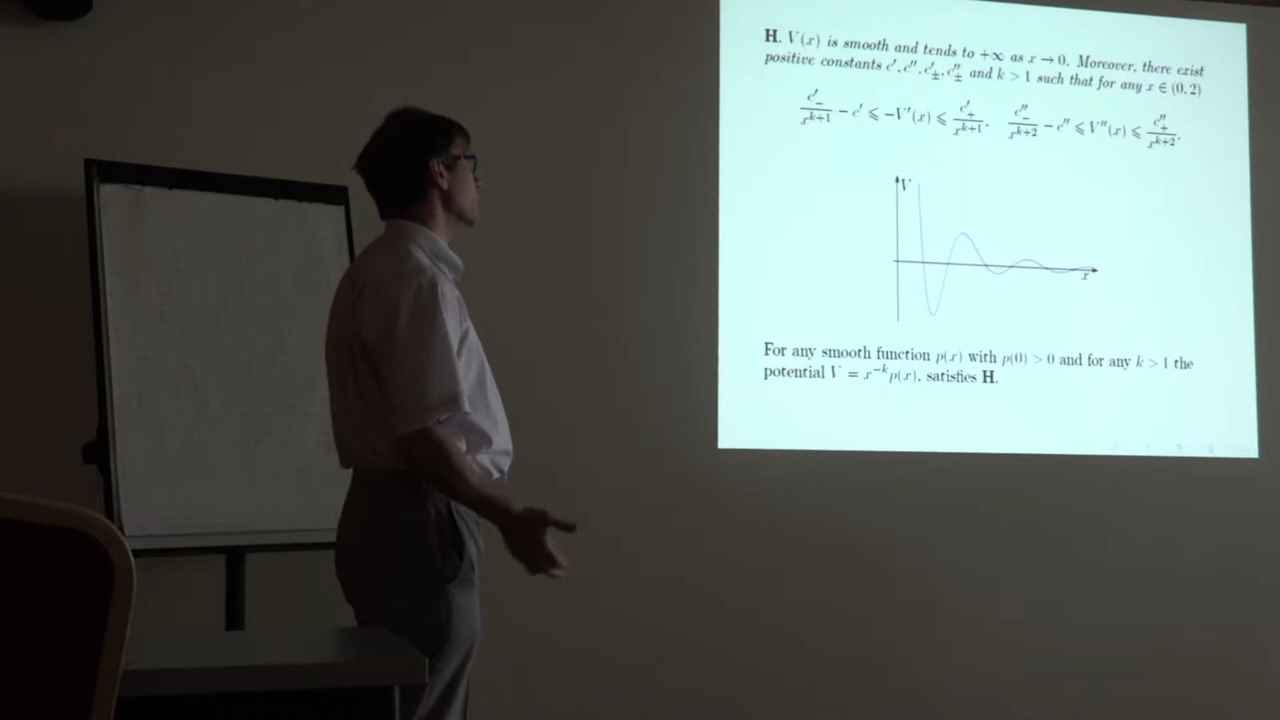 H. V(x) is smooth and tends to +∞ as x → 0. Moreover, there exist
positive constants c′, c″, c′±, c″± and k > 1 such that for any x ∈ (0, 2)
c′₋/x^{k+1} − c′ ⩽ −V′(x) ⩽ c′₊/x^{k+1}, c″₋/x^{k+2} − c″ ⩽ V″(x) ⩽ c″₊/x^{k+2}.
V
x
For any smooth function p(x) with p(0) > 0 and for any k > 1 the
potential V = x^{−k}p(x), satisfies H.